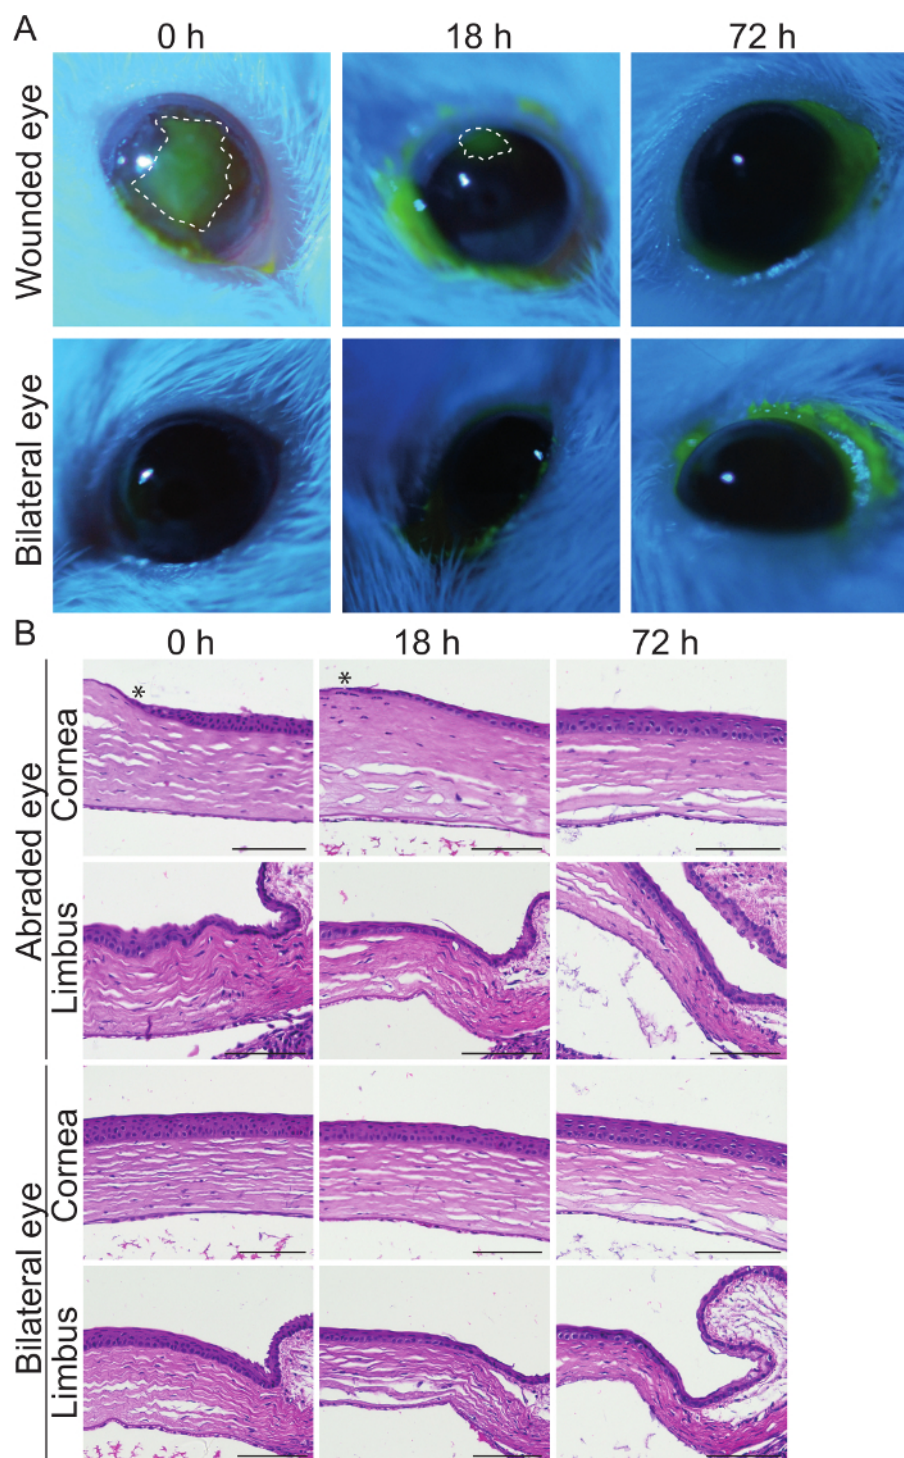 A
0 h 18 h 72 h
Wounded eye
Bilateral eye
B
0 h 18 h 72 h
Abraded eye
Cornea
*
*
Limbus
Bilateral eye
Cornea
Limbus